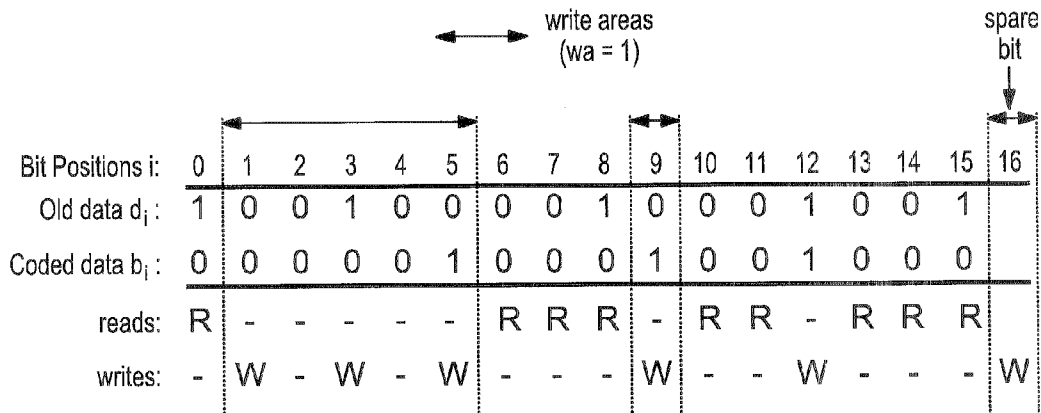 write areas
(wa = 1)
spare
bit
Bit Positions i: 0 1 2 3 4 5 6 7 8 9 10 11 12 13 14 15 16
Old data dᵢ : 1 0 0 1 0 0 0 0 1 0 0 0 1 0 0 1
Coded data bᵢ : 0 0 0 0 0 1 0 0 0 1 0 0 1 0 0 0
reads: R - - - - - R R R - R R - R R R
writes: - W - W - W - - - W - - W - - - W